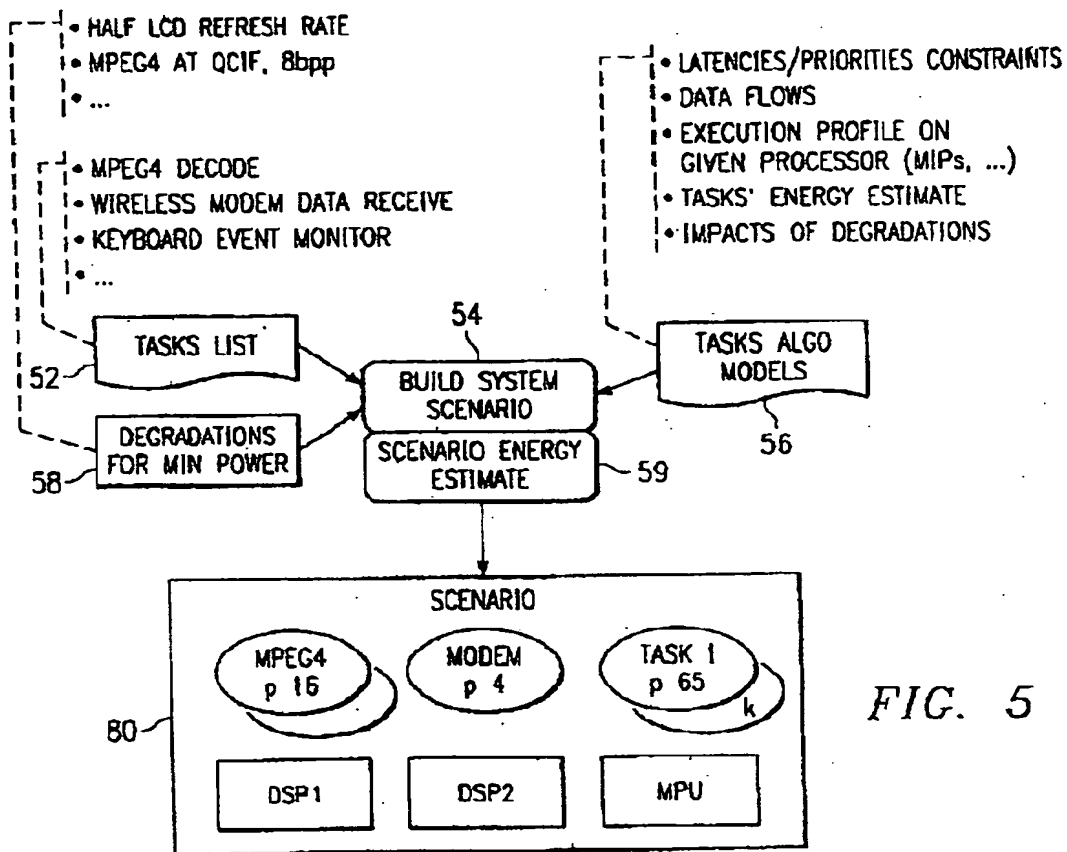 • HALF LCD REFRESH RATE
• MPEG4 AT QCIF, 8bpp
• ...
• MPEG4 DECODE
• WIRELESS MODEM DATA RECEIVE
• KEYBOARD EVENT MONITOR
• ...
• LATENCIES/PRIORITIES CONSTRAINTS
• DATA FLOWS
• EXECUTION PROFILE ON
GIVEN PROCESSOR (MIPs, ...)
• TASKS' ENERGY ESTIMATE
• IMPACTS OF DEGRADATIONS
TASKS LIST
52
DEGRADATIONS
FOR MIN POWER
58
54
BUILD SYSTEM
SCENARIO
SCENARIO ENERGY
ESTIMATE
59
TASKS ALGO
MODELS
56
SCENARIO
MPEG4
p 16
MODEM
p 4
TASK 1
p 65
k
80
DSP1
DSP2
MPU
FIG. 5